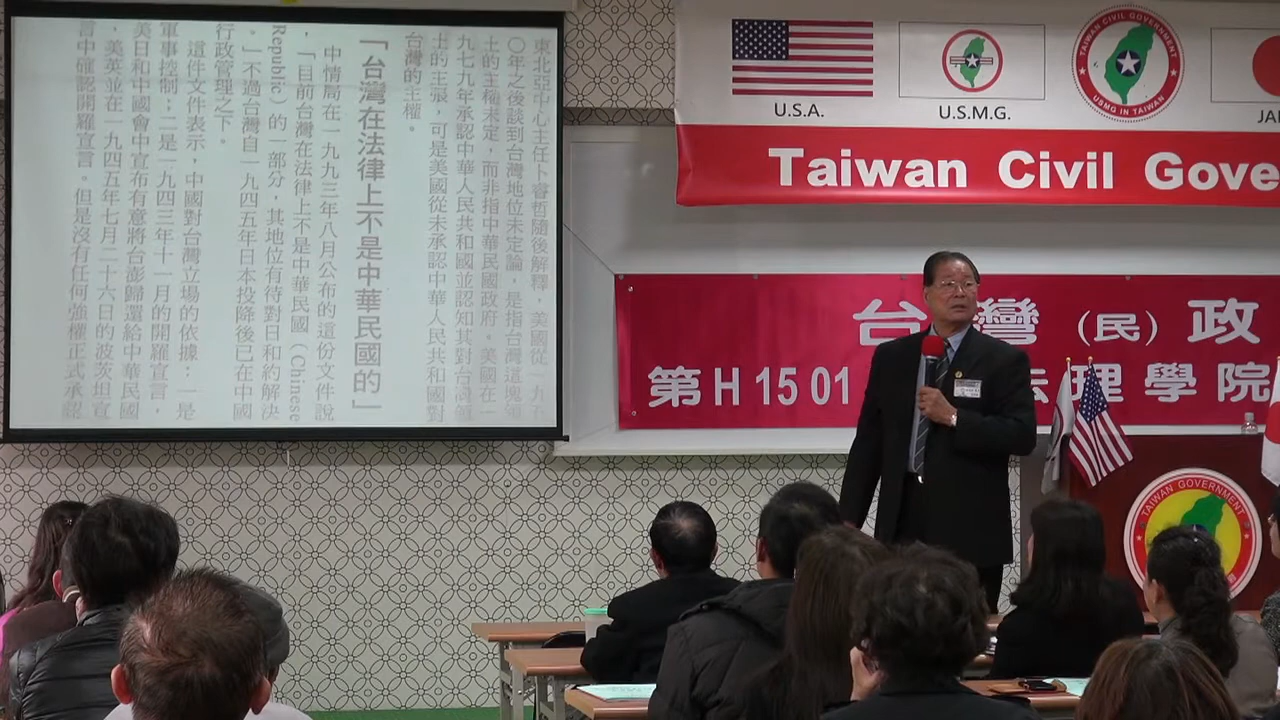 東北亞中心主任卜睿哲隨後解釋，美國從一九五
〇年之後談到台灣地位未定論，是指台灣這塊領
土的主權未定，而非指中華民國政府。美國在一
九七九年承認中華人民共和國並認知其對台灣領
土的主張，可是美國從未承認中華人民共和國對
台灣的主權。
「台灣在法律上不是中華民國的」
中情局在一九九三年八月公布的這份文件說
，「目前台灣在法律上不是中華民國（Chinese
Republic）的一部分，其地位有待對日和約解決
。」不過台灣自一九四五年日本投降後已在中國
行政管理之下。
這件文件表示，中國對台灣立場的依據：一是
軍事控制；二是一九四三年十一月的開羅宣言，
美日和中國會中宣布有意將台澎歸還給中華民國
，美英並在一九四五年七月二十六日的波茨坦宣
言中確認開羅宣言。但是沒有任何強權正式承認
U.S.A.
U.S.M.G.
TAIWAN CIVIL GOVERNMENT
USMG IN TAIWAN
JA
Taiwan Civil Gove
台灣（民）政
第H 15 01 法理學院
TAIWAN GOVERNMENT